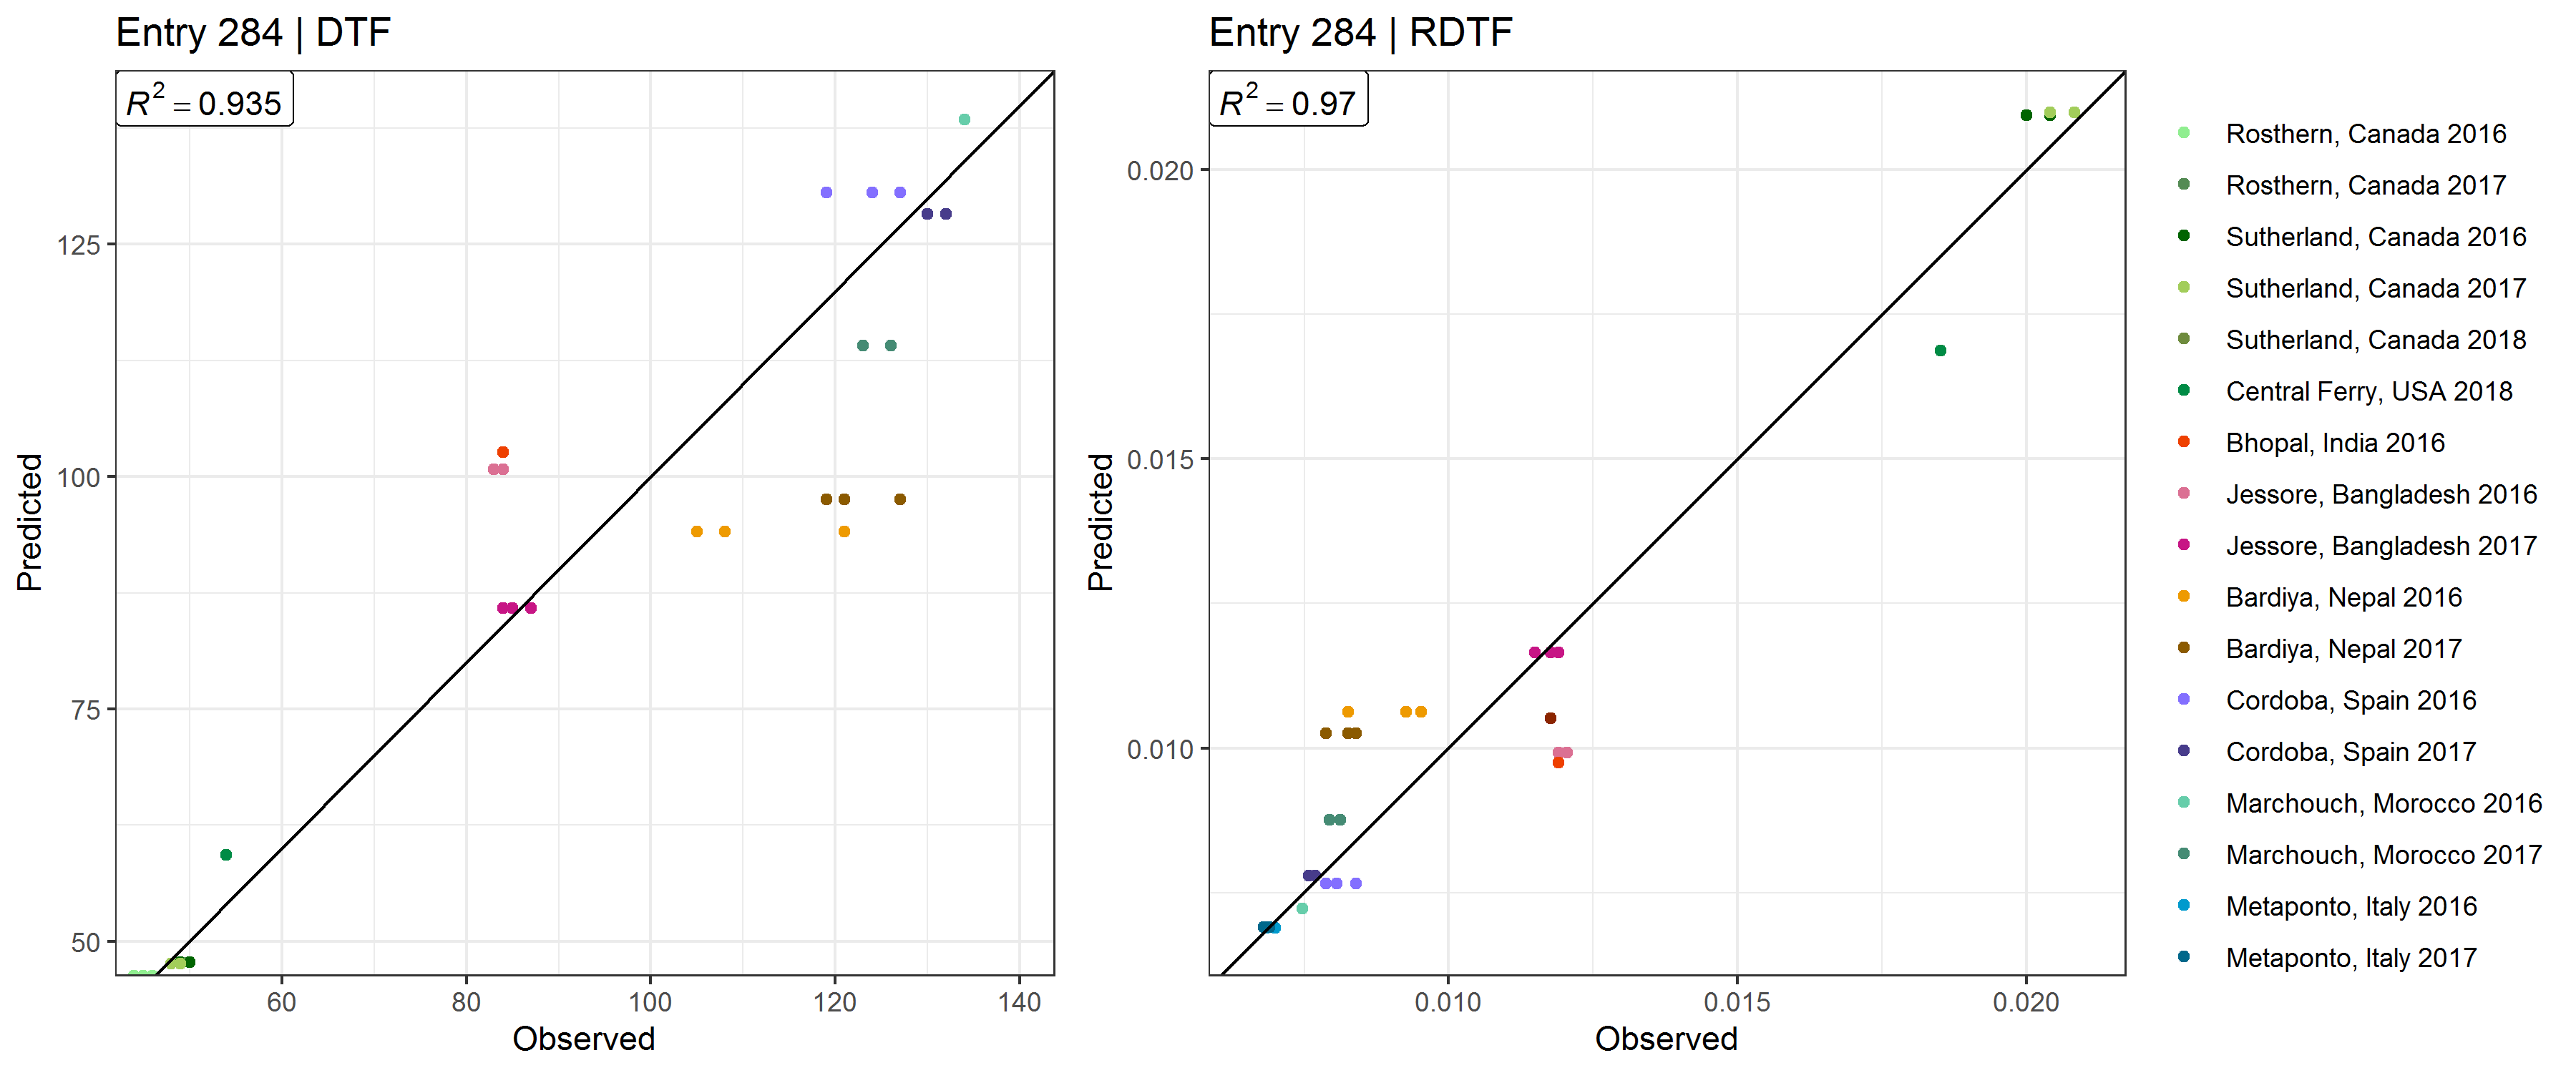 Entry 284 | DTF
R² = 0.935
125
100
75
50
60 80 100 120 140
Observed
Predicted
Entry 284 | RDTF
R² = 0.97
0.020
0.015
0.010
0.010 0.015 0.020
Observed
Predicted
Rosthern, Canada 2016
Rosthern, Canada 2017
Sutherland, Canada 2016
Sutherland, Canada 2017
Sutherland, Canada 2018
Central Ferry, USA 2018
Bhopal, India 2016
Jessore, Bangladesh 2016
Jessore, Bangladesh 2017
Bardiya, Nepal 2016
Bardiya, Nepal 2017
Cordoba, Spain 2016
Cordoba, Spain 2017
Marchouch, Morocco 2016
Marchouch, Morocco 2017
Metaponto, Italy 2016
Metaponto, Italy 2017